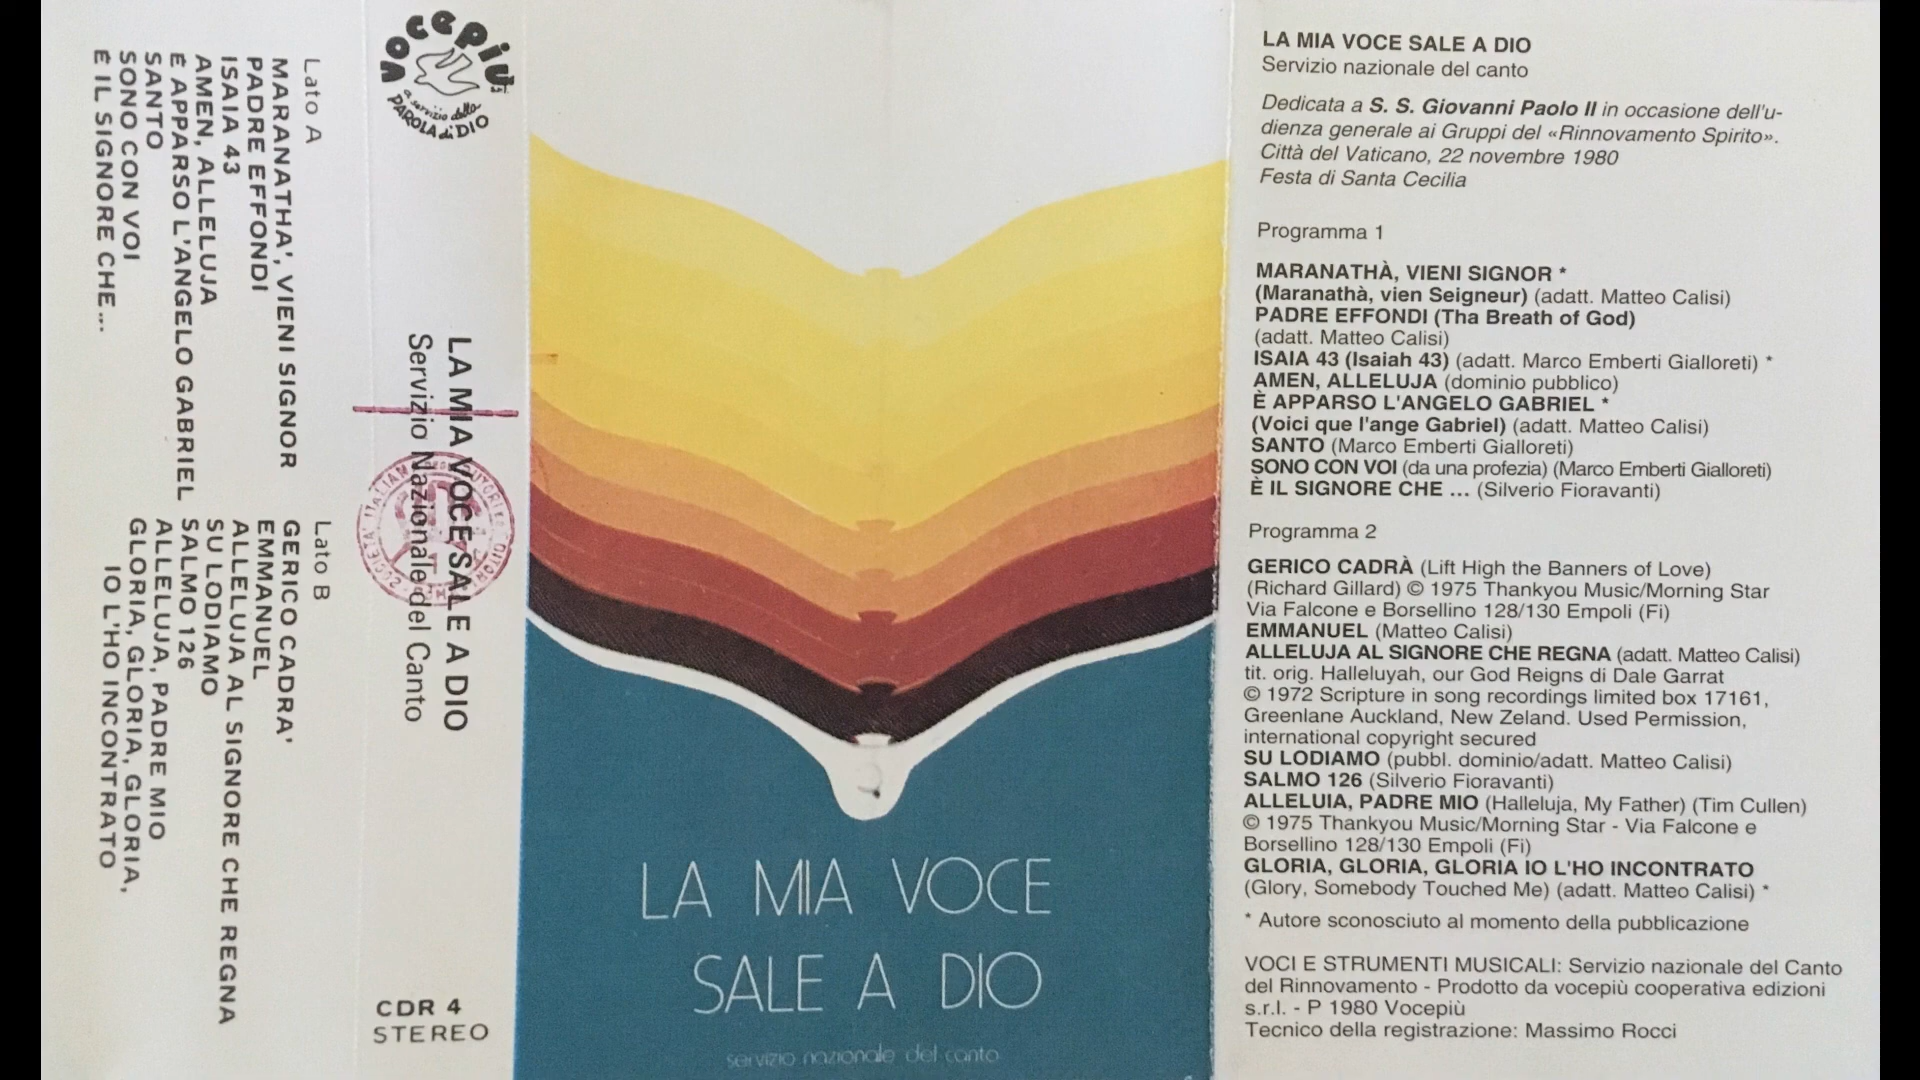 Lato A
MARANATHA', VIENI SIGNOR
PADRE EFFONDI
ISAIA 43
AMEN, ALLELUJA
E APPARSO L'ANGELO GABRIEL
SANTO
SONO CON VOI
E IL SIGNORE CHE...
Lato B
GERICO CADRA'
EMMANUEL
ALLELUJA AL SIGNORE CHE REGNA
SU LODIAMO
SALMO 126
ALLELUJA, PADRE MIO
GLORIA, GLORIA, GLORIA,
IO L'HO INCONTRATO
vocepiù
a servizio della
PAROLA di DIO
LA MIA VOCE SALE A DIO
Servizio Nazionale del Canto
CDR 4
STEREO
LA MIA VOCE
SALE A DIO
servizio nazionale del canto
LA MIA VOCE SALE A DIO
Servizio nazionale del canto
Dedicata a S. S. Giovanni Paolo II in occasione dell'u-
dienza generale ai Gruppi del «Rinnovamento Spirito».
Città del Vaticano, 22 novembre 1980
Festa di Santa Cecilia
Programma 1
MARANATHÀ, VIENI SIGNOR *
(Maranathà, vien Seigneur) (adatt. Matteo Calisi)
PADRE EFFONDI (Tha Breath of God)
(adatt. Matteo Calisi)
ISAIA 43 (Isaiah 43) (adatt. Marco Emberti Gialloreti) *
AMEN, ALLELUJA (dominio pubblico)
È APPARSO L'ANGELO GABRIEL *
(Voici que l'ange Gabriel) (adatt. Matteo Calisi)
SANTO (Marco Emberti Gialloreti)
SONO CON VOI (da una profezia) (Marco Emberti Gialloreti)
È IL SIGNORE CHE ... (Silverio Fioravanti)
Programma 2
GERICO CADRÀ (Lift High the Banners of Love)
(Richard Gillard) © 1975 Thankyou Music/Morning Star
Via Falcone e Borsellino 128/130 Empoli (Fi)
EMMANUEL (Matteo Calisi)
ALLELUJA AL SIGNORE CHE REGNA (adatt. Matteo Calisi)
tit. orig. Halleluyah, our God Reigns di Dale Garrat
© 1972 Scripture in song recordings limited box 17161,
Greenlane Auckland, New Zeland. Used Permission,
international copyright secured
SU LODIAMO (pubbl. dominio/adatt. Matteo Calisi)
SALMO 126 (Silverio Fioravanti)
ALLELUIA, PADRE MIO (Halleluja, My Father) (Tim Cullen)
© 1975 Thankyou Music/Morning Star - Via Falcone e
Borsellino 128/130 Empoli (Fi)
GLORIA, GLORIA, GLORIA IO L'HO INCONTRATO
(Glory, Somebody Touched Me) (adatt. Matteo Calisi) *
* Autore sconosciuto al momento della pubblicazione
VOCI E STRUMENTI MUSICALI: Servizio nazionale del Canto
del Rinnovamento - Prodotto da vocepiù cooperativa edizioni
s.r.l. - P 1980 Vocepiù
Tecnico della registrazione: Massimo Rocci